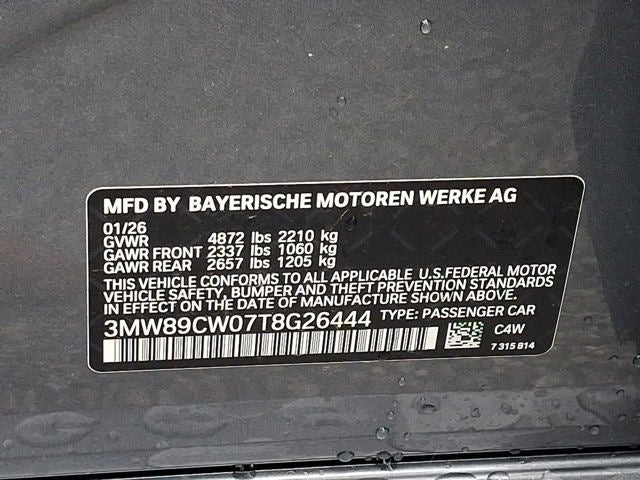 MFD BY BAYERISCHE MOTOREN WERKE AG
01/26
GVWR 4872 lbs 2210 kg
GAWR FRONT 2337 lbs 1060 kg
GAWR REAR 2657 lbs 1205 kg
THIS VEHICLE CONFORMS TO ALL APPLICABLE U.S.FEDERAL MOTOR
VEHICLE SAFETY, BUMPER AND THEFT PREVENTION STANDARDS
IN EFFECT ON THE DATE OF MANUFACTURE SHOWN ABOVE.
3MW89CW07T8G26444 TYPE: PASSENGER CAR
C4W
7 315 814